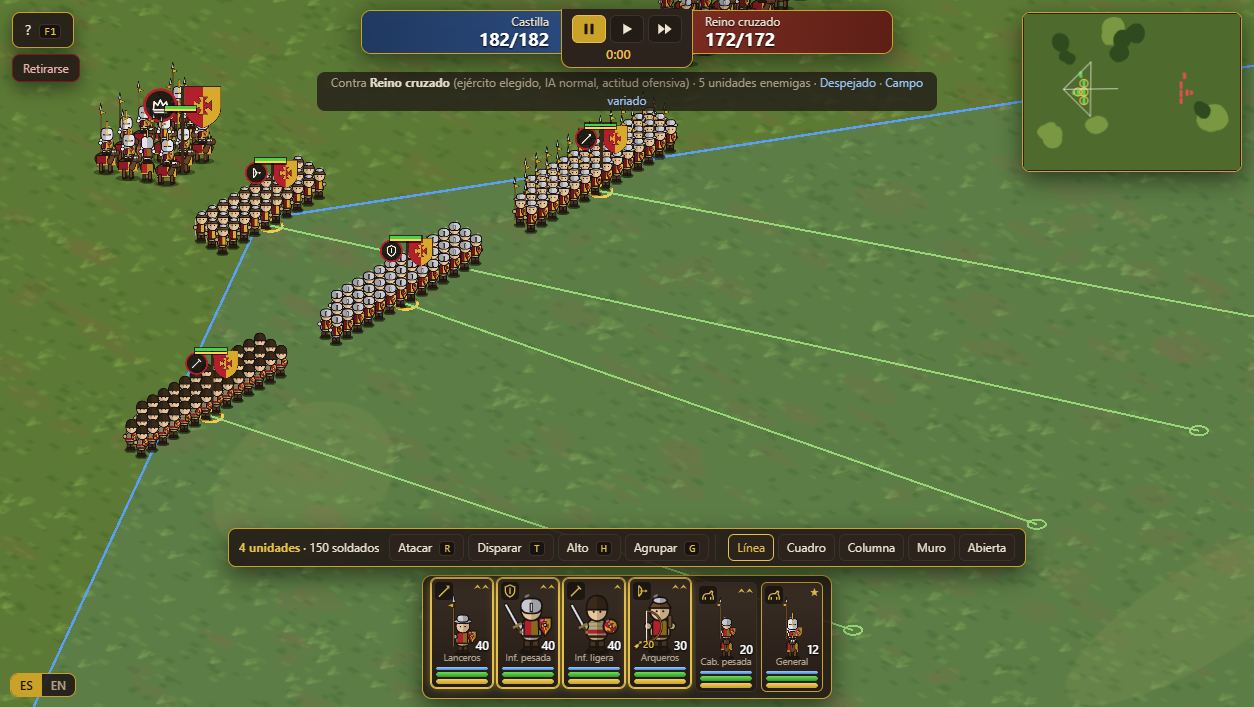 ? F1
Retirarse
Castilla
182/182
0:00
Reino cruzado
172/172
Contra Reino cruzado (ejército elegido, IA normal, actitud ofensiva) · 5 unidades enemigas · Despejado · Campo
variado
4 unidades · 150 soldados
Atacar R
Disparar T
Alto H
Agrupar G
Línea
Cuadro
Columna
Muro
Abierta
40
Lanceros
40
Inf. pesada
40
Inf. ligera
20
30
Arqueros
20
Cab. pesada
12
General
ES EN